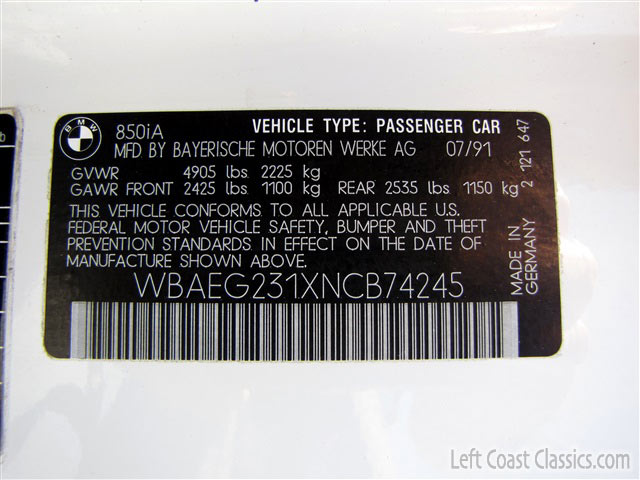 BMW
850iA VEHICLE TYPE: PASSENGER CAR
MFD. BY BAYERISCHE MOTOREN WERKE AG 07/91
GVWR 4905 lbs 2225 kg
GAWR FRONT 2425 lbs 1100 kg REAR 2535 lbs 1150 kg
THIS VEHICLE CONFORMS TO ALL APPLICABLE U.S.
FEDERAL MOTOR VEHICLE SAFETY, BUMPER AND THEFT
PREVENTION STANDARDS IN EFFECT ON THE DATE OF
MANUFACTURE SHOWN ABOVE.
WBAEG231XNCB74245
MADE IN
GERMANY
2 121 647
Left Coast Classics.com